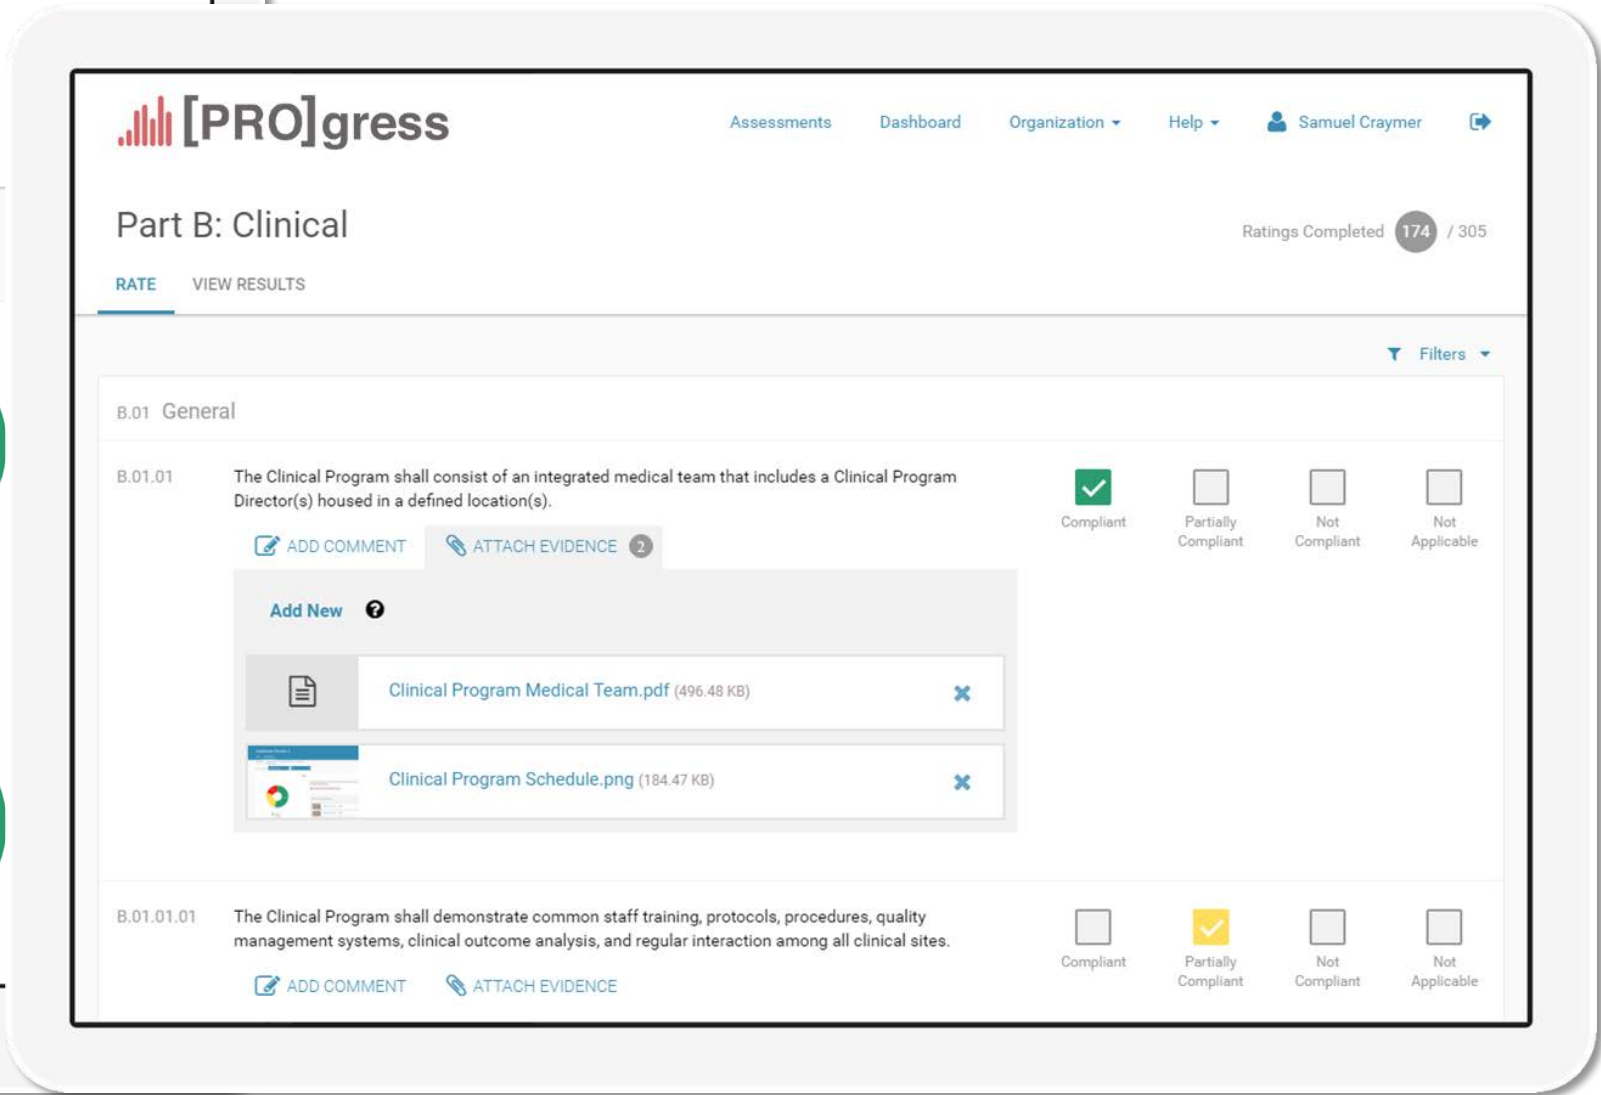 [PRO]gress
Assessments Dashboard Organization Help Samuel Craymer
Part B: Clinical
Ratings Completed 174 / 305
RATE VIEW RESULTS
Filters
B.01 General
B.01.01 The Clinical Program shall consist of an integrated medical team that includes a Clinical Program
Director(s) housed in a defined location(s).
Compliant Partially Compliant Not Compliant Not Applicable
ADD COMMENT ATTACH EVIDENCE 2
Add New ?
Clinical Program Medical Team.pdf (496.48 KB)
Clinical Program Schedule.png (184.47 KB)
B.01.01.01 The Clinical Program shall demonstrate common staff training, protocols, procedures, quality
management systems, clinical outcome analysis, and regular interaction among all clinical sites.
Compliant Partially Compliant Not Compliant Not Applicable
ADD COMMENT ATTACH EVIDENCE